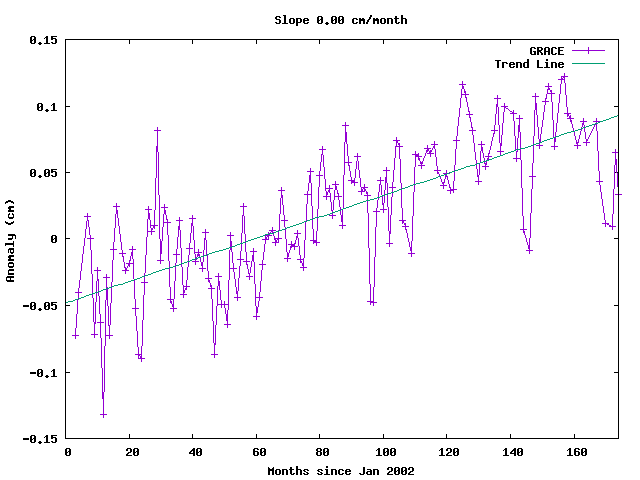 Slope 0.00 cm/month
0.15
GRACE
Trend Line
0.1
0.05
0
-0.05
-0.1
-0.15
Anomaly (cm)
0 20 40 60 80 100 120 140 160
Months since Jan 2002